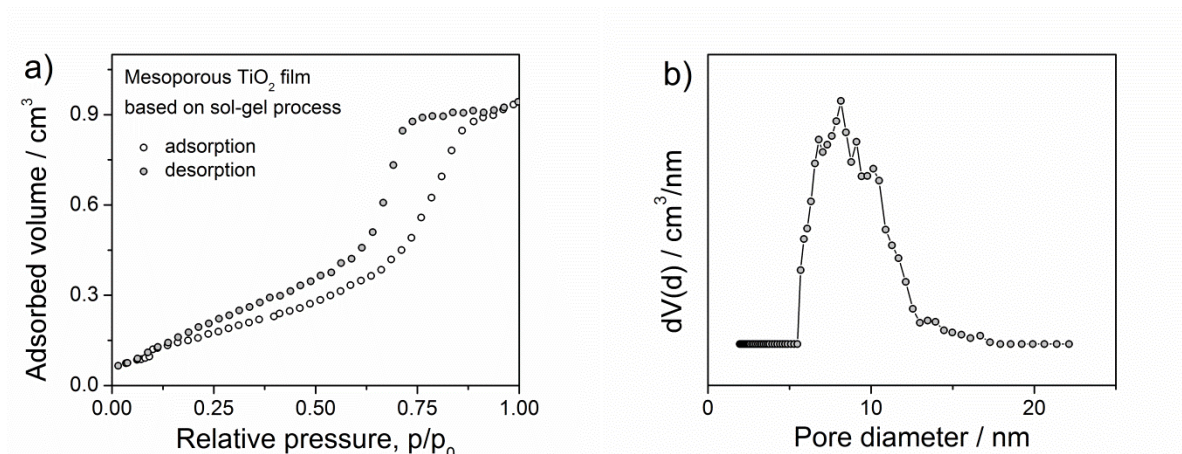 a)
Mesoporous TiO₂ film
based on sol-gel process
adsorption
desorption
Adsorbed volume / cm³
0.9
0.6
0.3
0.0
0.00 0.25 0.50 0.75 1.00
Relative pressure, p/p₀
b)
dV(d) / cm³/nm
0 10 20
Pore diameter / nm